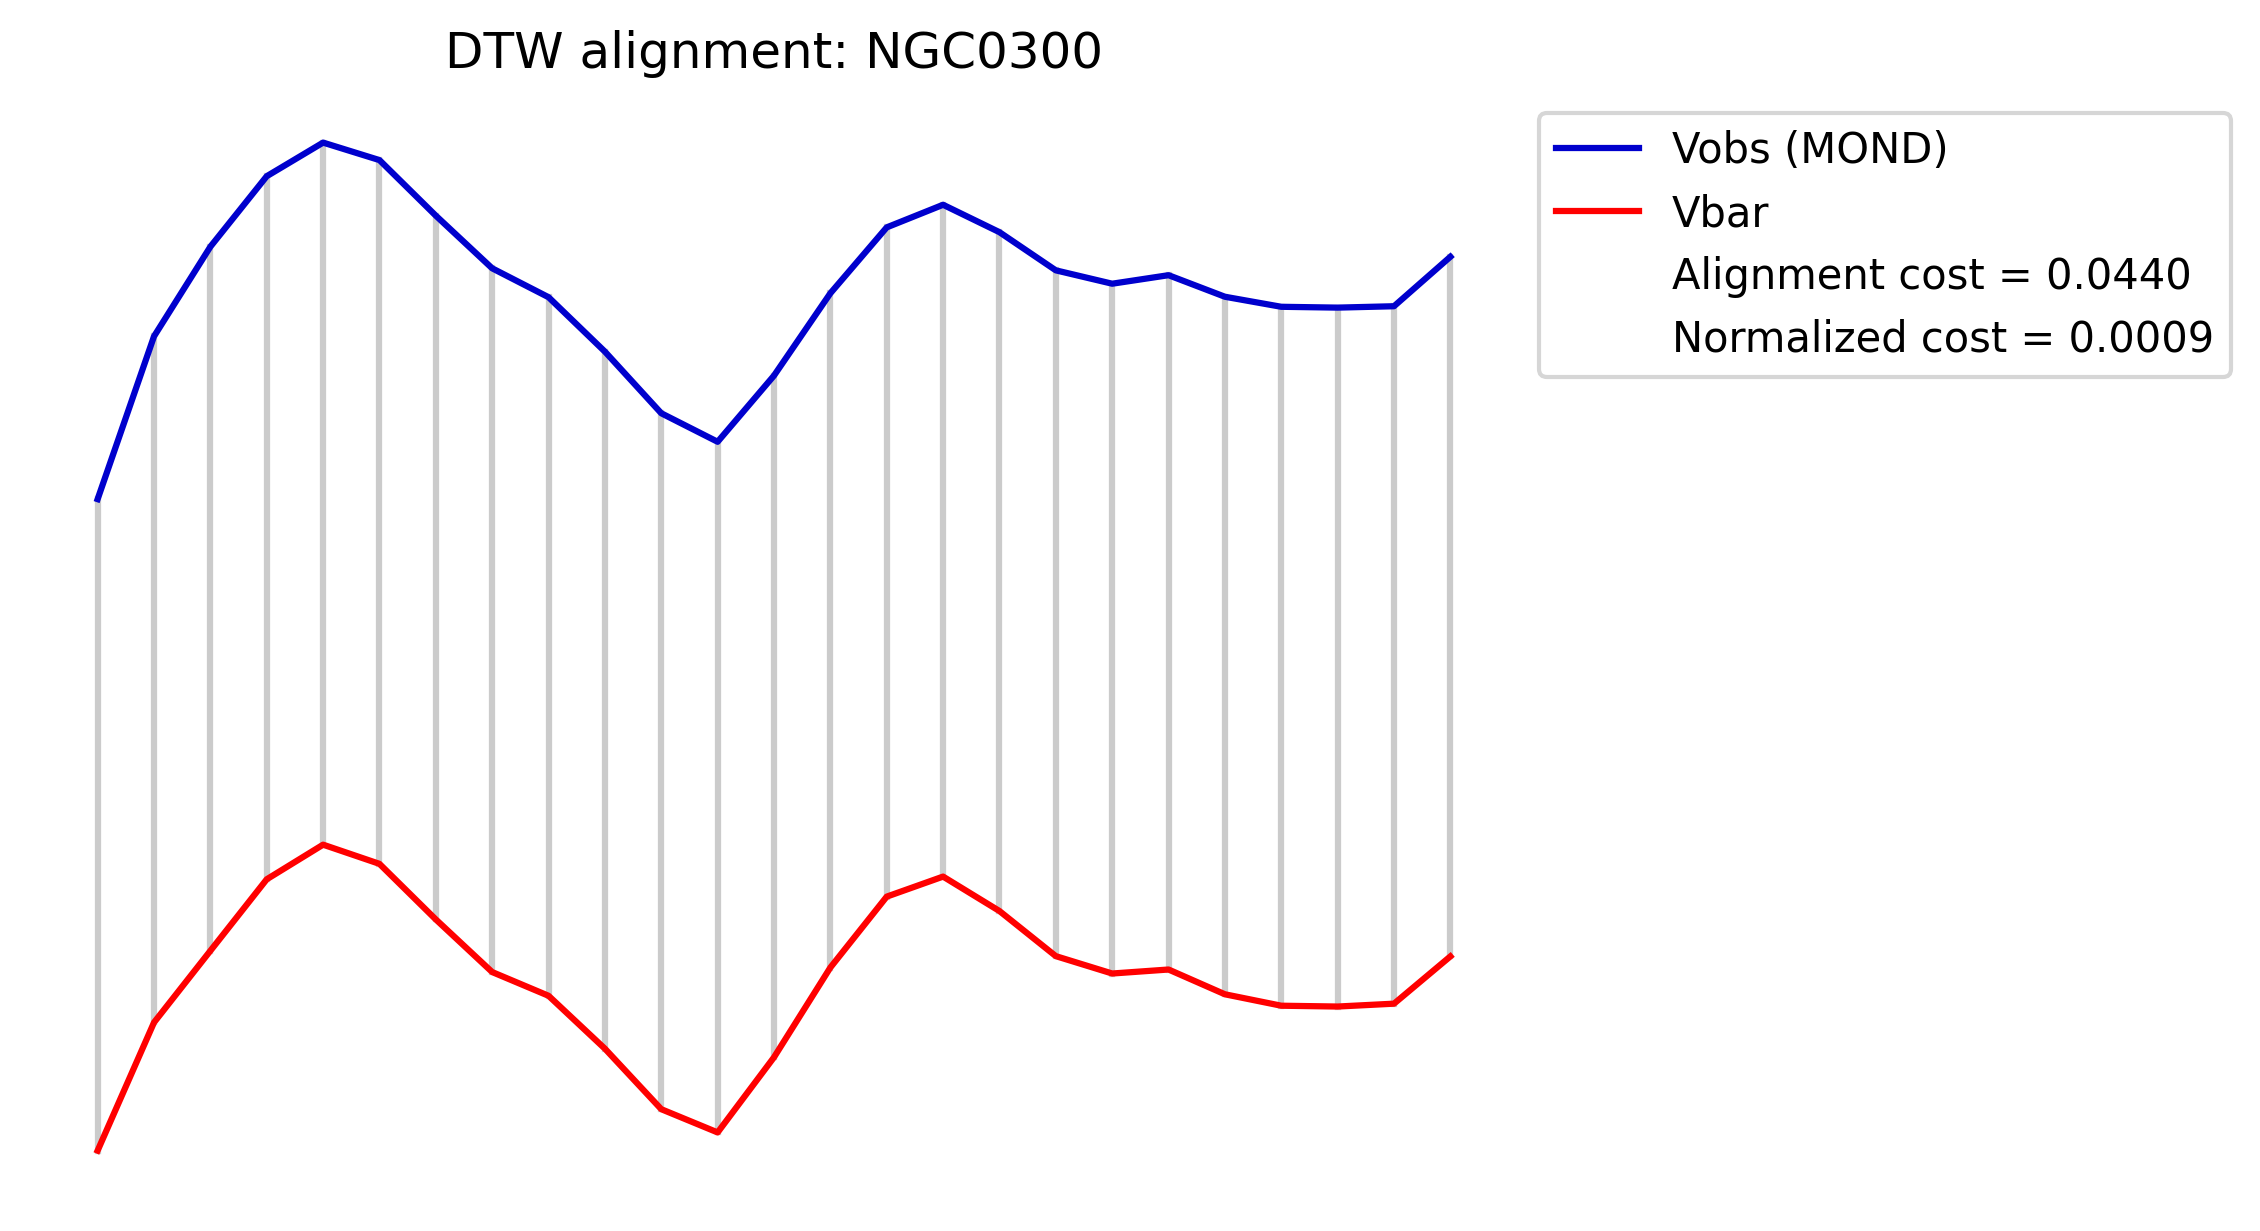 DTW alignment: NGC0300
Vobs (MOND)
Vbar
Alignment cost = 0.0440
Normalized cost = 0.0009